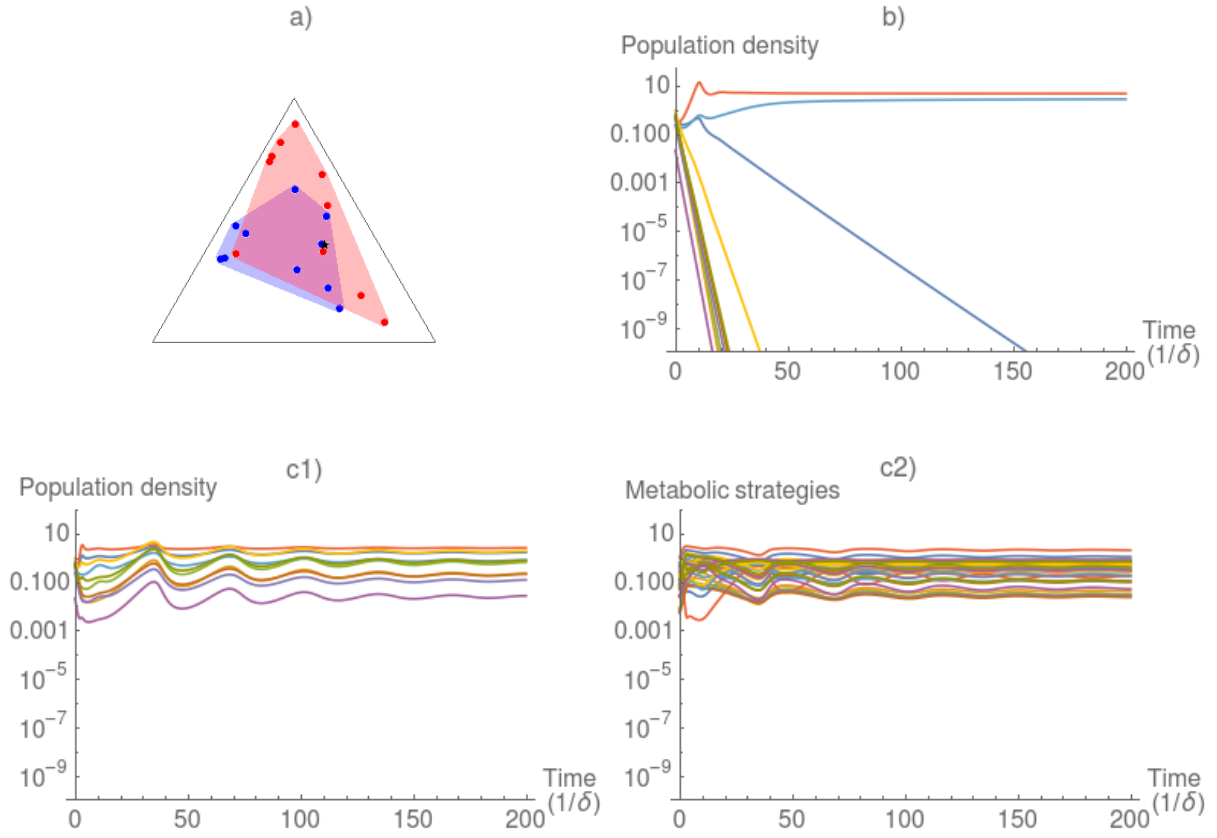 a)
b)
Population density
10
0.100
0.001
10⁻⁵
10⁻⁷
10⁻⁹
0 50 100 150 200
Time
(1/δ)
c1)
Population density
10
0.100
0.001
10⁻⁵
10⁻⁷
10⁻⁹
0 50 100 150 200
Time
(1/δ)
c2)
Metabolic strategies
10
0.100
0.001
10⁻⁵
10⁻⁷
10⁻⁹
0 50 100 150 200
Time
(1/δ)